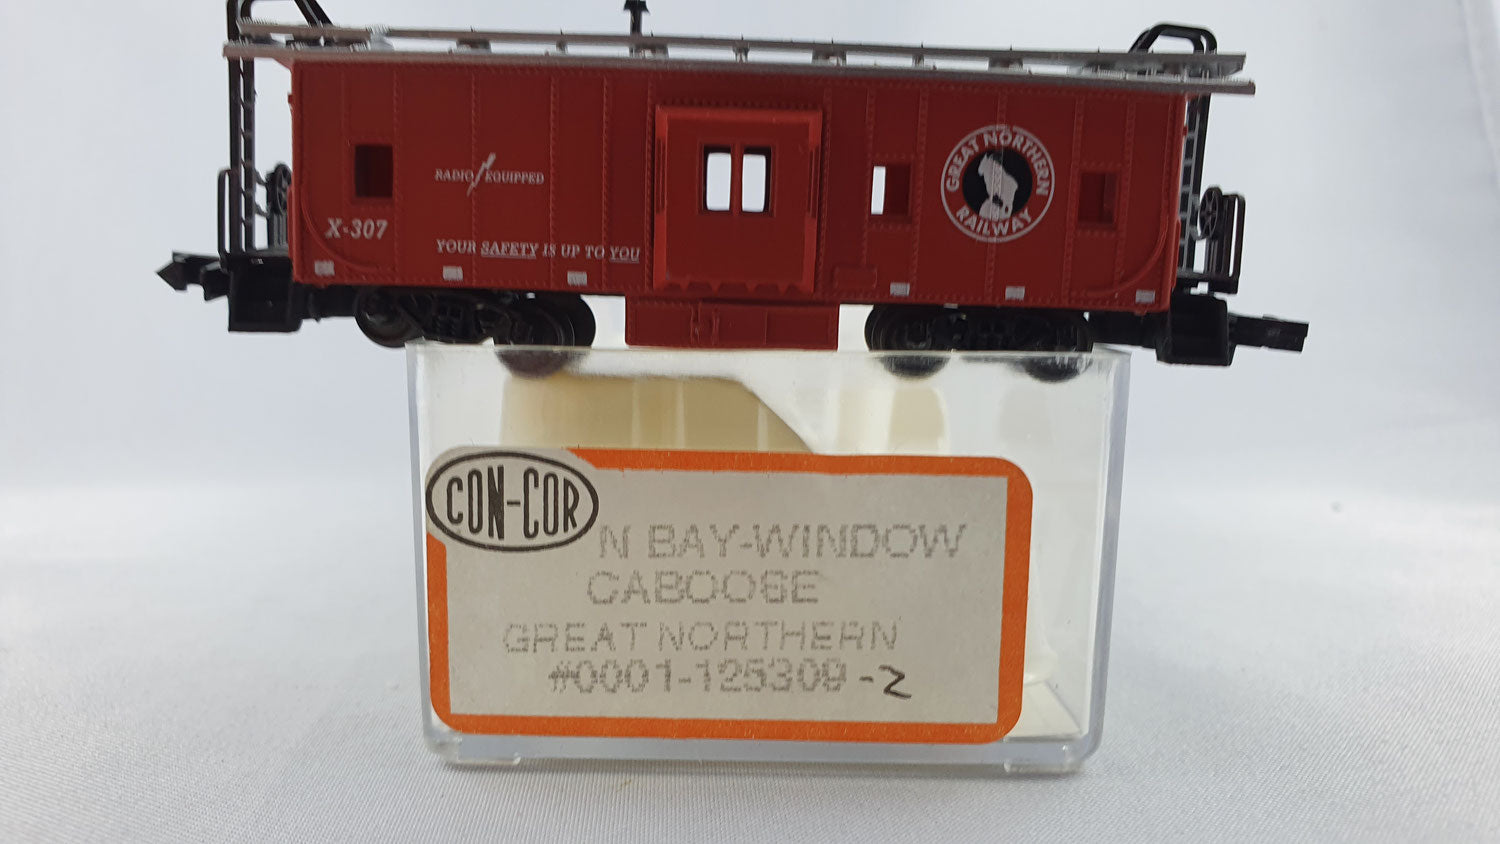 RADIO EQUIPPED
X-307
YOUR SAFETY IS UP TO YOU
GREAT NORTHERN
RAILWAY
CON-COR
N BAY-WINDOW
CABOOSE
GREAT NORTHERN
#0001-125309-2